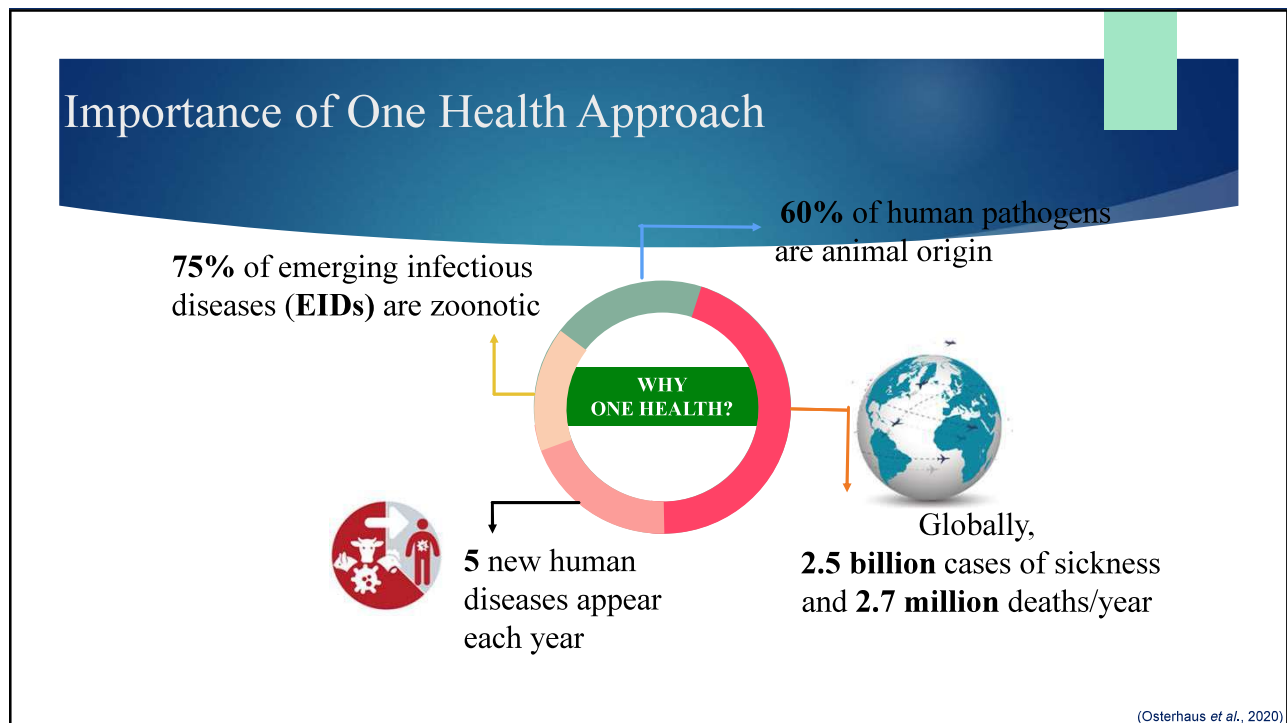 Importance of One Health Approach
60% of human pathogens
are animal origin
75% of emerging infectious
diseases (EIDs) are zoonotic
WHY
ONE HEALTH?
5 new human
diseases appear
each year
Globally,
2.5 billion cases of sickness
and 2.7 million deaths/year
(Osterhaus et al., 2020)